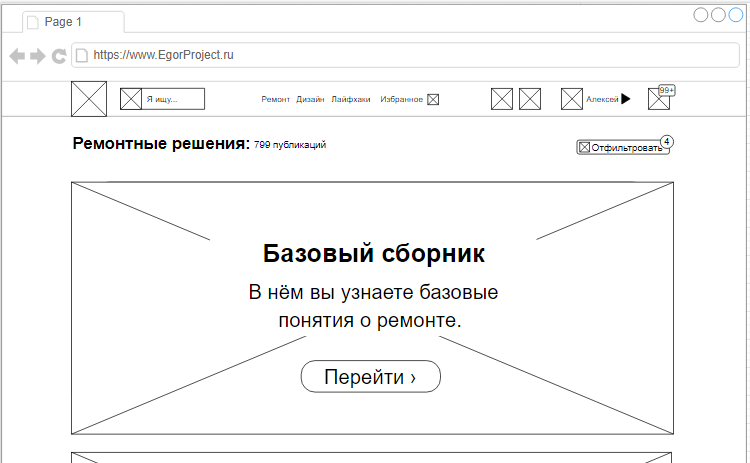 Page 1
https://www.EgorProject.ru
Я ищу... Ремонт Дизайн Лайфхаки Избранное Алексей 99+
Ремонтные решения: 799 публикаций Отфильтровать 4
Базовый сборник
В нём вы узнаете базовые
понятия о ремонте.
Перейти ›